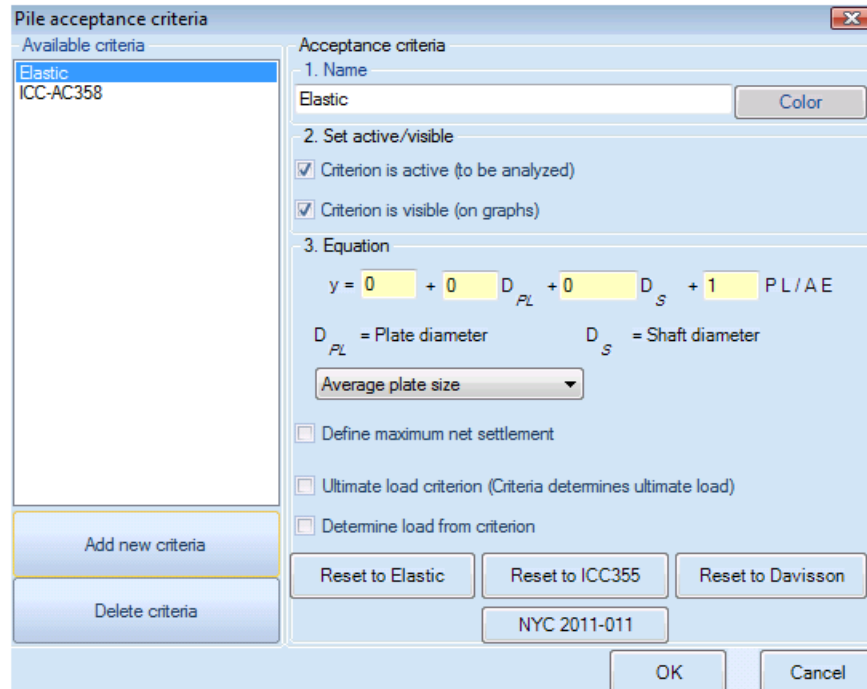 Pile acceptance criteria
Available criteria
Elastic
ICC-AC358
Add new criteria
Delete criteria
Acceptance criteria
1. Name
Elastic
Color
2. Set active/visible
Criterion is active (to be analyzed)
Criterion is visible (on graphs)
3. Equation
y = 0 + 0 D PL + 0 D S + 1 P L / A E
D PL = Plate diameter D S = Shaft diameter
Average plate size
Define maximum net settlement
Ultimate load criterion (Criteria determines ultimate load)
Determine load from criterion
Reset to Elastic Reset to ICC355 Reset to Davisson
NYC 2011-011
OK Cancel